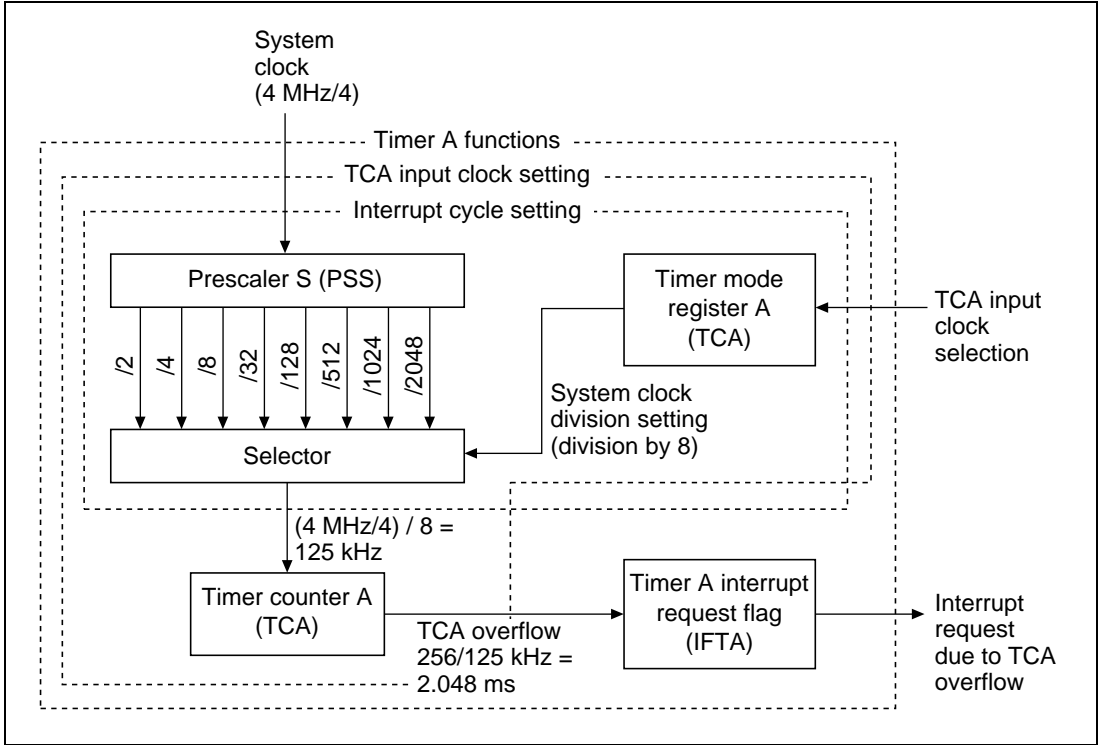 System
clock
(4 MHz/4)
Timer A functions
TCA input clock setting
Interrupt cycle setting
Prescaler S (PSS)
Timer mode
register A
(TCA)
TCA input
clock
selection
/2
/4
/8
/32
/128
/512
/1024
/2048
System clock
division setting
(division by 8)
Selector
(4 MHz/4) / 8 =
125 kHz
Timer counter A
(TCA)
TCA overflow
256/125 kHz =
2.048 ms
Timer A interrupt
request flag
(IFTA)
Interrupt
request
due to TCA
overflow